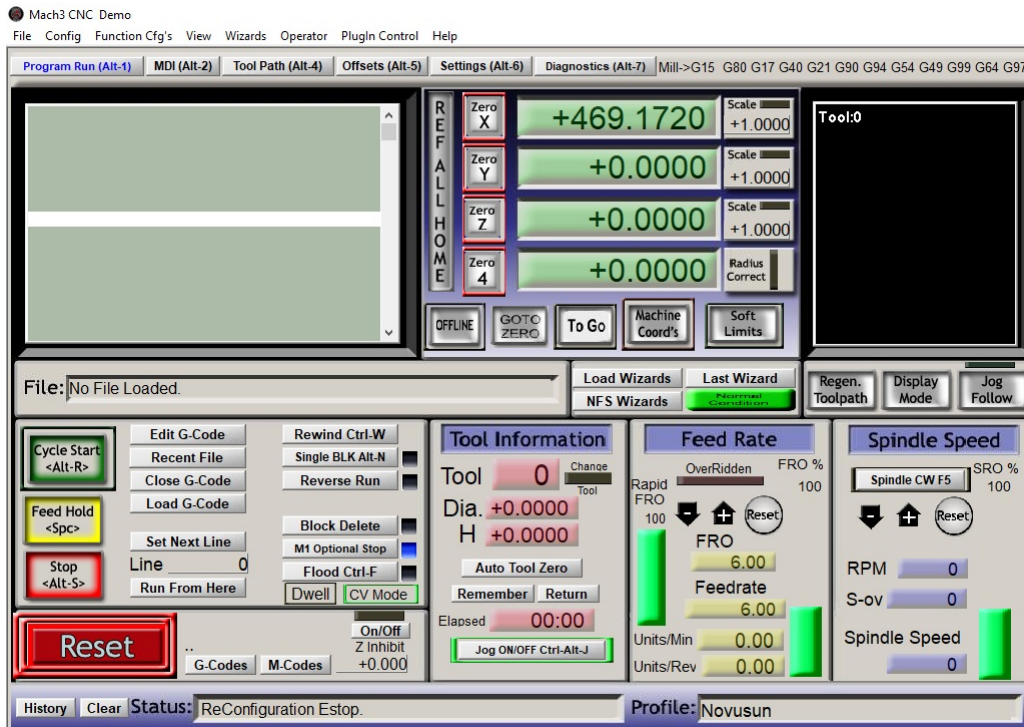 Mach3 CNC Demo
File Config Function Cfg's View Wizards Operator PlugIn Control Help
Program Run (Alt-1) MDI (Alt-2) Tool Path (Alt-4) Offsets (Alt-5) Settings (Alt-6) Diagnostics (Alt-7) Mill->G15 G80 G17 G40 G21 G90 G94 G54 G49 G99 G64 G97
REF ALL HOME
Zero X +469.1720 Scale +1.0000
Zero Y +0.0000 Scale +1.0000
Zero Z +0.0000 Scale +1.0000
Zero 4 +0.0000 Radius Correct
Tool:0
OFFLINE GOTO ZERO To Go Machine Coord's Soft Limits
File: No File Loaded.
Load Wizards Last Wizard
NFS Wizards Normal Condition
Regen. Toolpath Display Mode Jog Follow
Cycle Start <Alt-R>
Feed Hold <Spc>
Stop <Alt-S>
Edit G-Code
Recent File
Close G-Code
Load G-Code
Set Next Line
Line 0
Run From Here
Rewind Ctrl-W
Single BLK Alt-N
Reverse Run
Block Delete
M1 Optional Stop
Flood Ctrl-F
Dwell CV Mode
Reset
..
G-Codes M-Codes
On/Off
Z Inhibit
+0.000
Tool Information
Tool 0 Change Tool
Dia. +0.0000
H +0.0000
Auto Tool Zero
Remember Return
Elapsed 00:00
Jog ON/OFF Ctrl-Alt-J
Feed Rate
OverRidden FRO %
100
Rapid FRO
100
Reset
FRO
6.00
Feedrate
6.00
Units/Min 0.00
Units/Rev 0.00
Spindle Speed
Spindle CW F5 SRO %
100
Reset
RPM 0
S-ov 0
Spindle Speed
0
History Clear Status: ReConfiguration Estop. Profile: Novusun